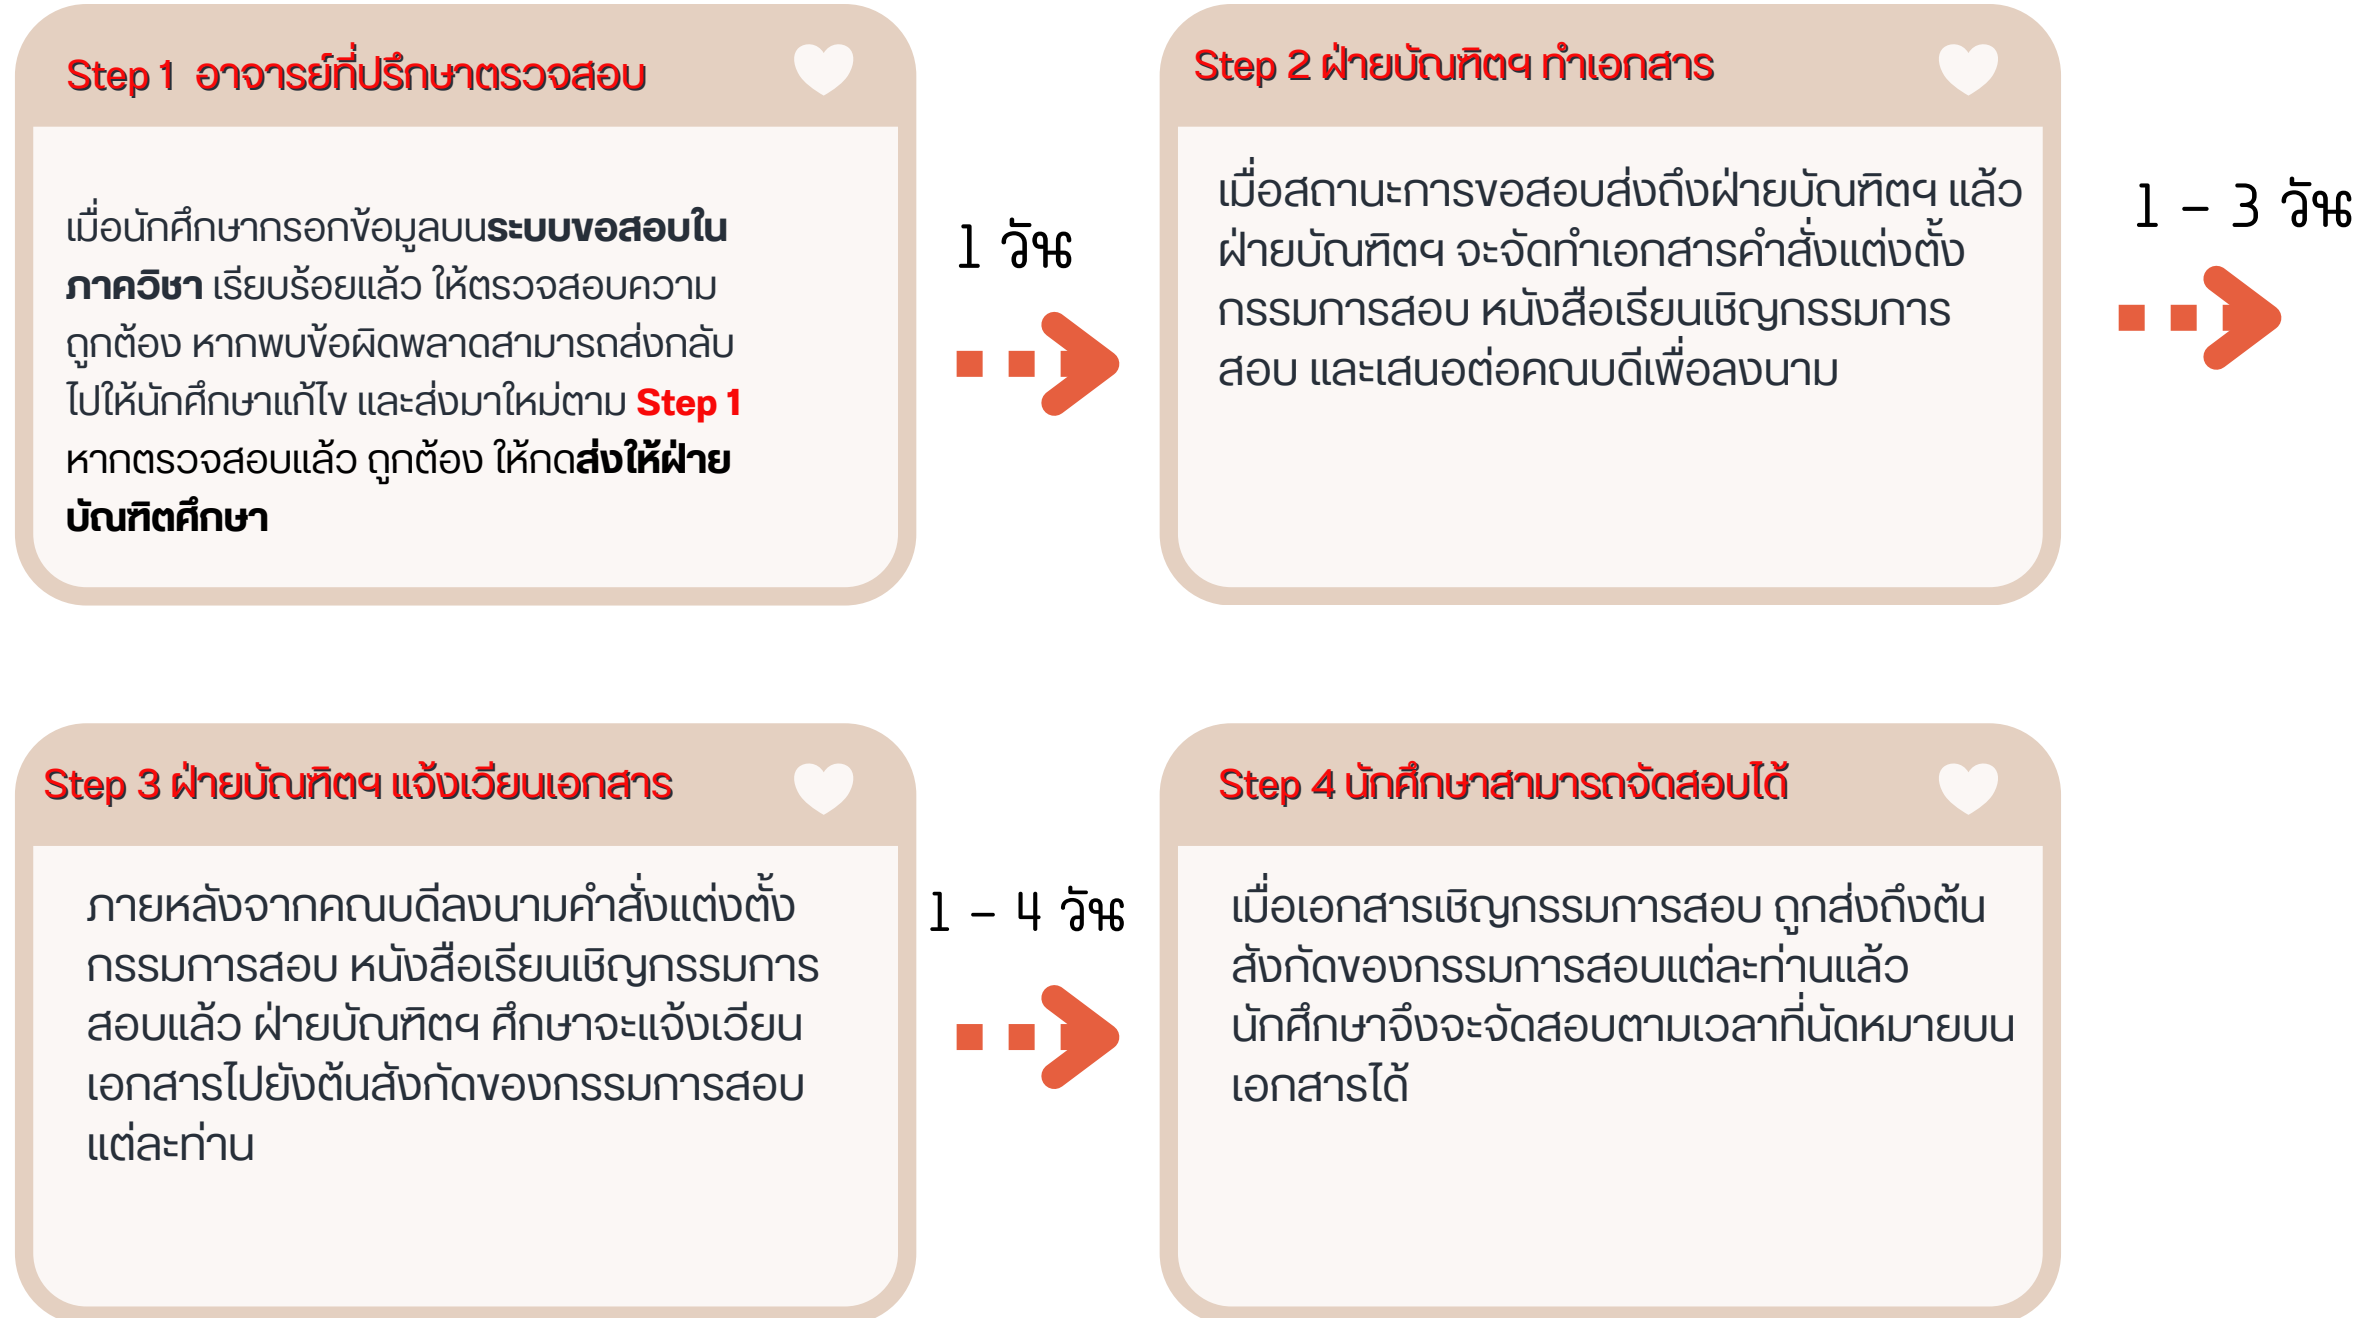 Step 1 อาจารย์ที่ปรึกษาตรวจสอบ
เมื่อนักศึกษากรอกข้อมูลบนระบบขอสอบใน
ภาควิชา เรียบร้อยแล้ว ให้ตรวจสอบความ
ถูกต้อง หากพบข้อผิดพลาดสามารถส่งกลับ
ไปให้นักศึกษาแก้ไข และส่งมาใหม่ตาม Step 1
หากตรวจสอบแล้ว ถูกต้อง ให้กดส่งให้ฝ่าย
บัณฑิตศึกษา
1 วัน
Step 2 ฝ่ายบัณฑิตฯ ทำเอกสาร
เมื่อสถานะการขอสอบส่งถึงฝ่ายบัณฑิตฯ แล้ว
ฝ่ายบัณฑิตฯ จะจัดทำเอกสารคำสั่งแต่งตั้ง
กรรมการสอบ หนังสือเรียนเชิญกรรมการ
สอบ และเสนอต่อคณบดีเพื่อลงนาม
1 - 3 วัน
Step 3 ฝ่ายบัณฑิตฯ แจ้งเวียนเอกสาร
ภายหลังจากคณบดีลงนามคำสั่งแต่งตั้ง
กรรมการสอบ หนังสือเรียนเชิญกรรมการ
สอบแล้ว ฝ่ายบัณฑิตฯ ศึกษาจะแจ้งเวียน
เอกสารไปยังต้นสังกัดของกรรมการสอบ
แต่ละท่าน
1 - 4 วัน
Step 4 นักศึกษาสามารถจัดสอบได้
เมื่อเอกสารเชิญกรรมการสอบ ถูกส่งถึงต้น
สังกัดของกรรมการสอบแต่ละท่านแล้ว
นักศึกษาจึงจะจัดสอบตามเวลาที่นัดหมายบน
เอกสารได้